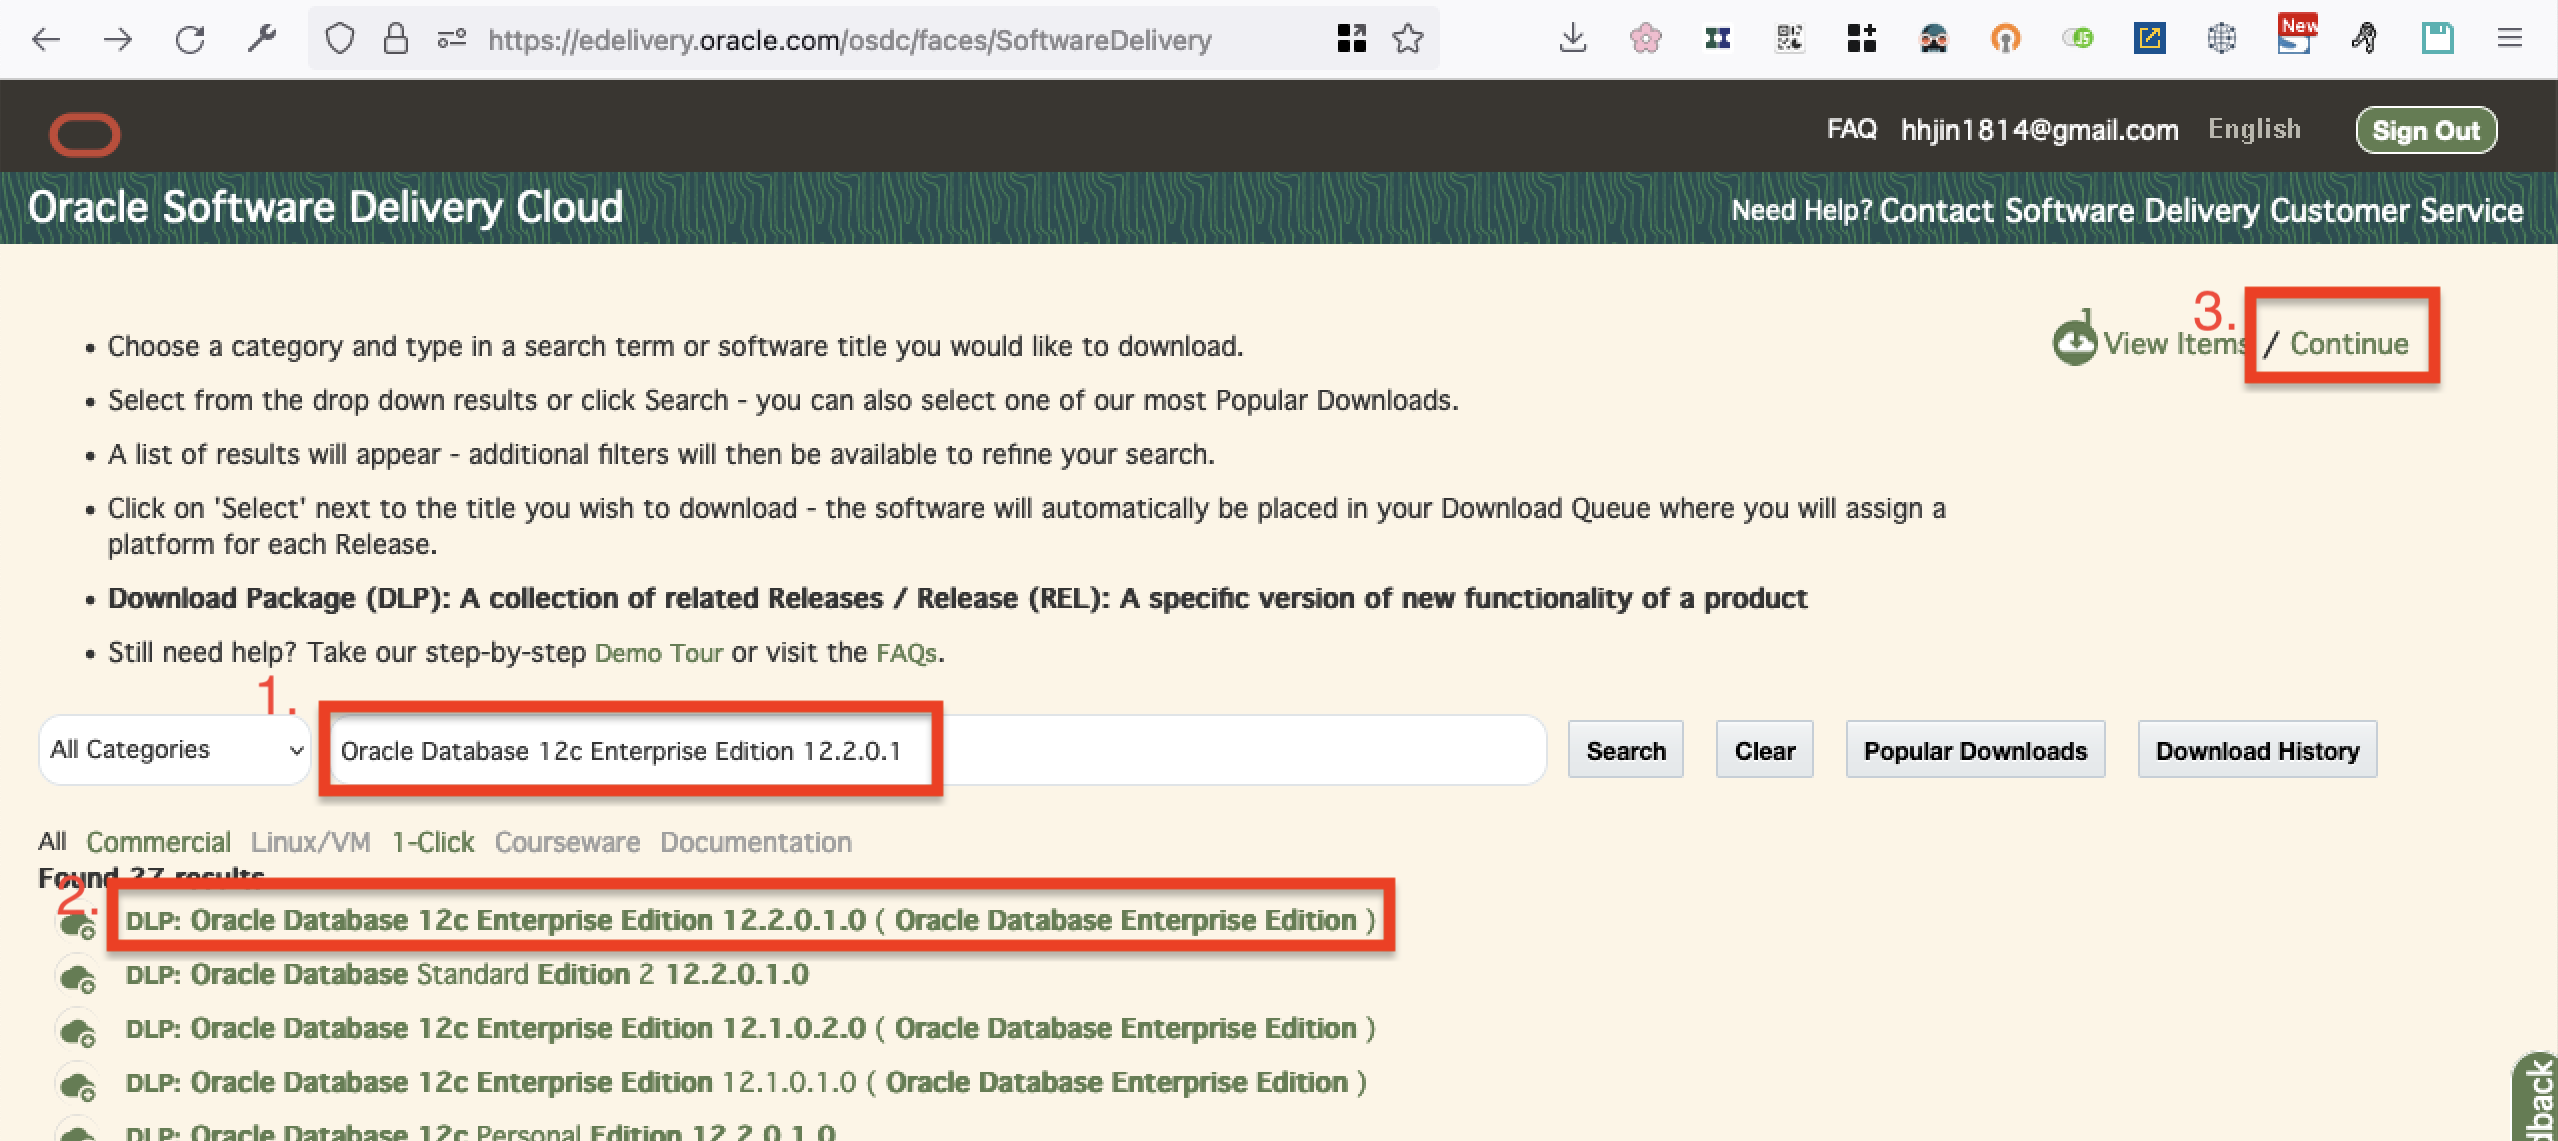 https://edelivery.oracle.com/osdc/faces/SoftwareDelivery
New
JS
FAQ hhjin1814@gmail.com English Sign Out
Oracle Software Delivery Cloud Need Help? Contact Software Delivery Customer Service
3.
1 View Items / Continue
• Choose a category and type in a search term or software title you would like to download.
• Select from the drop down results or click Search - you can also select one of our most Popular Downloads.
• A list of results will appear - additional filters will then be available to refine your search.
• Click on 'Select' next to the title you wish to download - the software will automatically be placed in your Download Queue where you will assign a
platform for each Release.
• Download Package (DLP): A collection of related Releases / Release (REL): A specific version of new functionality of a product
• Still need help? Take our step-by-step Demo Tour or visit the FAQs.
1.
All Categories Oracle Database 12c Enterprise Edition 12.2.0.1 Search Clear Popular Downloads Download History
All Commercial Linux/VM 1-Click Courseware Documentation
Found 27 results
2.
DLP: Oracle Database 12c Enterprise Edition 12.2.0.1.0 ( Oracle Database Enterprise Edition )
DLP: Oracle Database Standard Edition 2 12.2.0.1.0
DLP: Oracle Database 12c Enterprise Edition 12.1.0.2.0 ( Oracle Database Enterprise Edition )
DLP: Oracle Database 12c Enterprise Edition 12.1.0.1.0 ( Oracle Database Enterprise Edition )
DLP: Oracle Database 12c Personal Edition 12.2.0.1.0